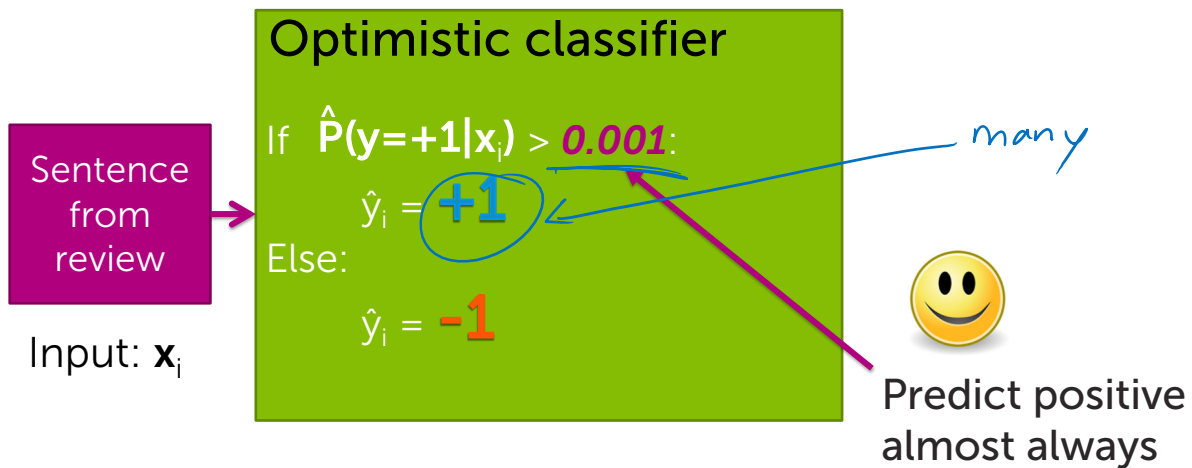 Optimistic classifier
If P̂(y=+1|xᵢ) > 0.001:
many
Sentence
from
review
ŷᵢ = +1
Else:
ŷᵢ = -1
Input: xᵢ
Predict positive
almost always